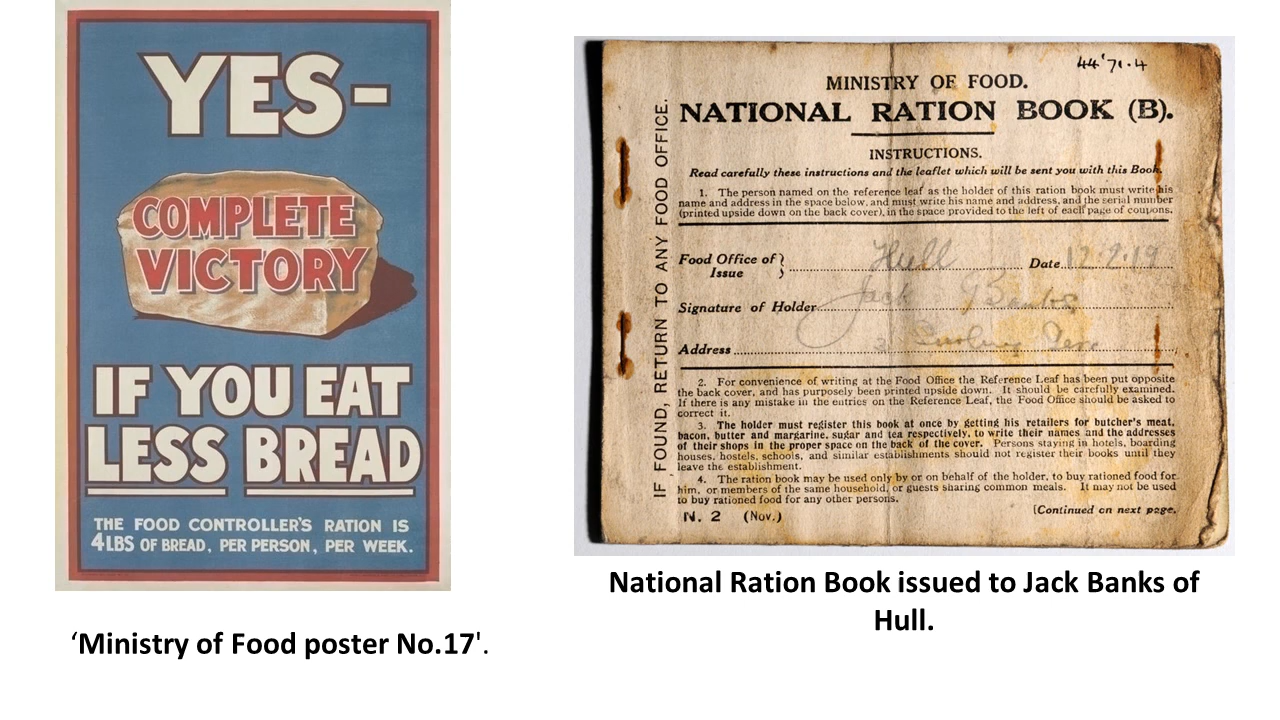 YES-
COMPLETE
VICTORY
IF YOU EAT
LESS BREAD
THE FOOD CONTROLLER'S RATION IS
4LBS OF BREAD, PER PERSON, PER WEEK.
'Ministry of Food poster No.17'.
44'71.4
MINISTRY OF FOOD.
NATIONAL RATION BOOK (B).
INSTRUCTIONS.
Read carefully these instructions and the leaflet which will be sent you with this Book.
1. The person named on the reference leaf as the holder of this ration book must write his
name and address in the space below, and must write his name and address, and the serial number
(printed upside down on the back cover), in the space provided to the left of each page of coupons.
Food Office of } Hull Date 12.2.19
Issue
Signature of Holder Jack G Banks
Address 3
2. For convenience of writing at the Food Office the Reference Leaf has been put opposite
the back cover, and has purposely been printed upside down. It should be carefully examined.
If there is any mistake in the entries on the Reference Leaf, the Food Office should be asked to
correct it.
3. The holder must register this book at once by getting his retailers for butcher's meat,
bacon, butter and margarine, sugar and tea respectively, to write their names and the addresses
of their shops in the proper space on the back of the cover. Persons staying in hotels, boarding
houses, hostels, schools, and similar establishments should not register their books until they
leave the establishment.
4. The ration book may be used only by or on behalf of the holder, to buy rationed food for
him, or members of the same household, or guests sharing common meals. It may not be used
to buy rationed food for any other persons.
N. 2 (Nov.) [Continued on next page.
IF FOUND, RETURN TO ANY FOOD OFFICE.
National Ration Book issued to Jack Banks of
Hull.